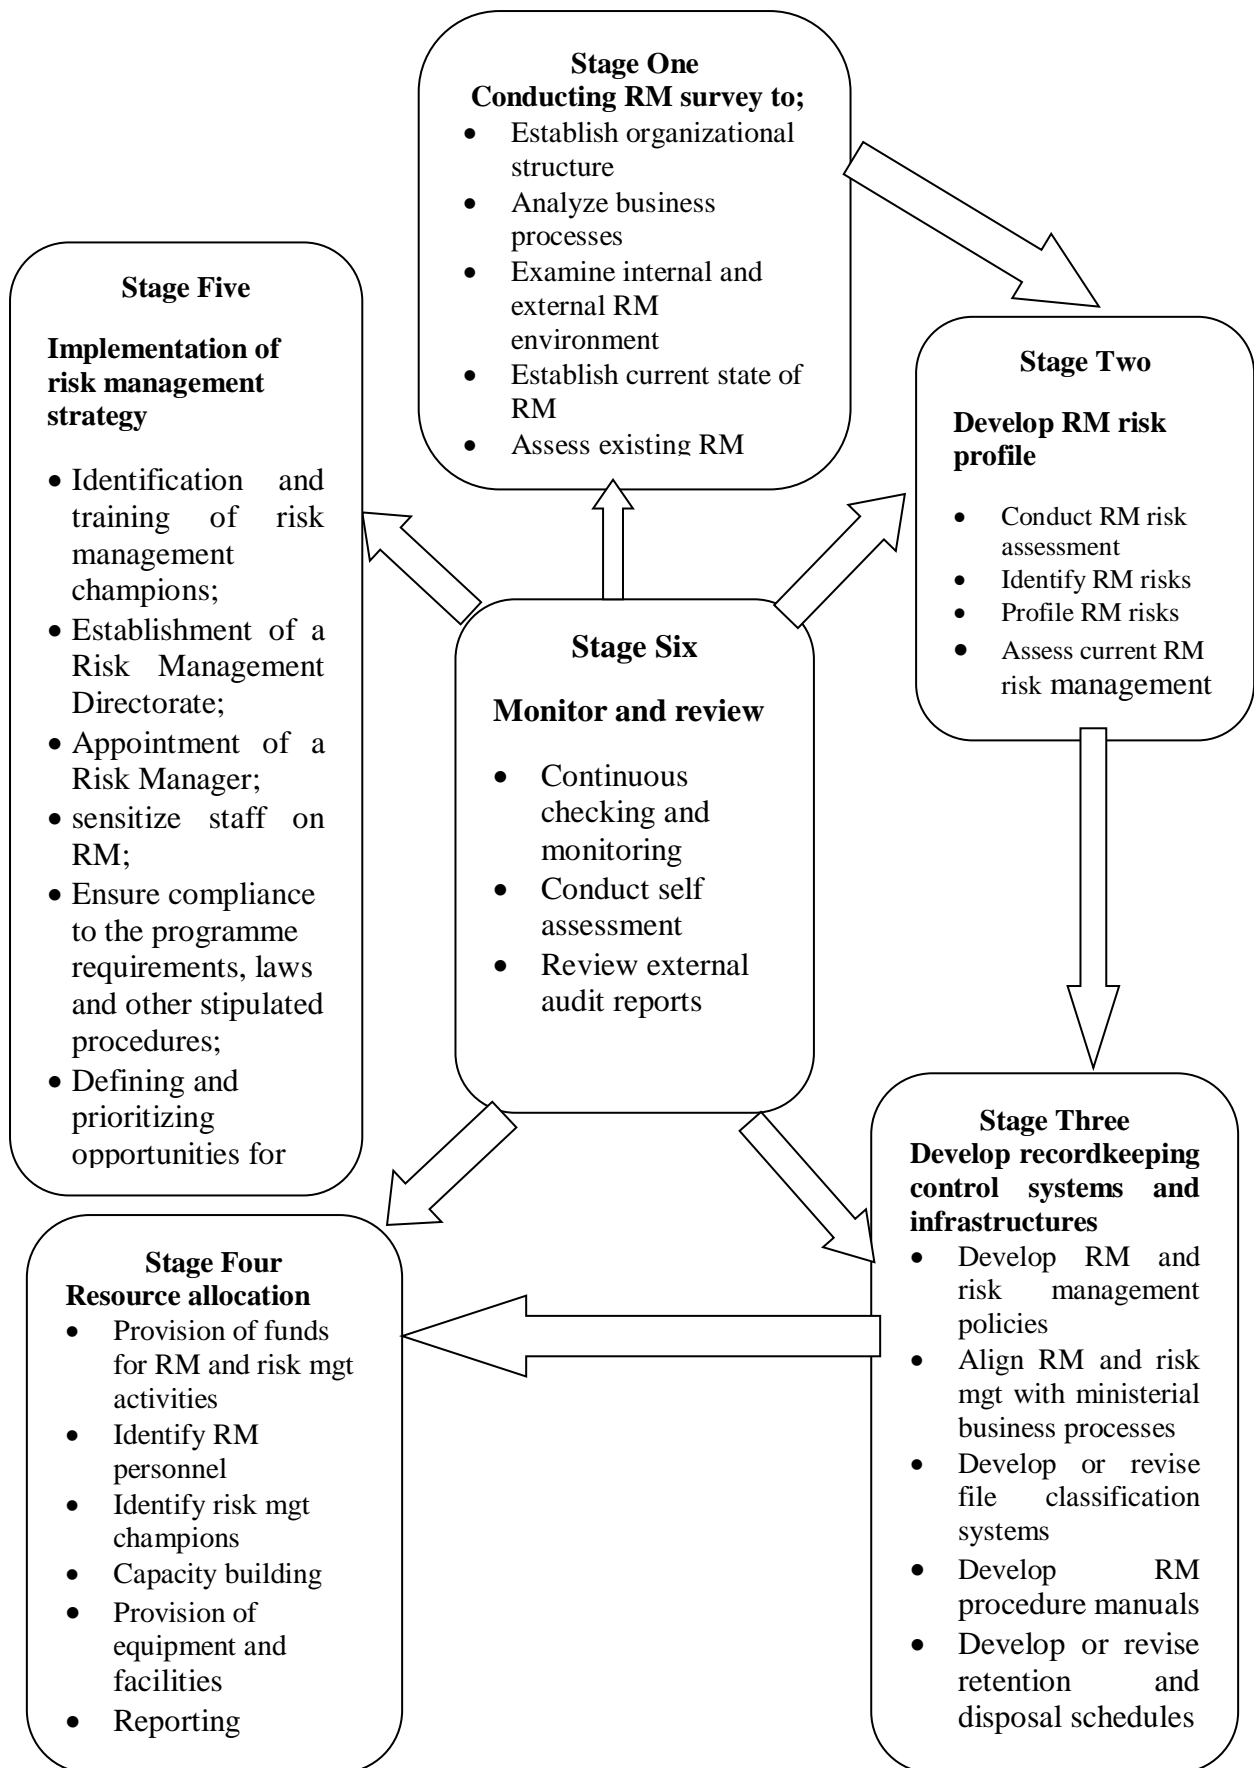 Stage One
Conducting RM survey to;
• Establish organizational
structure
• Analyze business
processes
• Examine internal and
external RM
environment
• Establish current state of
RM
• Assess existing RM
Stage Two
Develop RM risk
profile
• Conduct RM risk
assessment
• Identify RM risks
• Profile RM risks
• Assess current RM
risk management
Stage Three
Develop recordkeeping
control systems and
infrastructures
• Develop RM and
risk management
policies
• Align RM and risk
mgt with ministerial
business processes
• Develop or revise
file classification
systems
• Develop RM
procedure manuals
• Develop or revise
retention and
disposal schedules
Stage Four
Resource allocation
• Provision of funds
for RM and risk mgt
activities
• Identify RM
personnel
• Identify risk mgt
champions
• Capacity building
• Provision of
equipment and
facilities
• Reporting
Stage Five
Implementation of
risk management
strategy
• Identification and
training of risk
management
champions;
• Establishment of a
Risk Management
Directorate;
• Appointment of a
Risk Manager;
• sensitize staff on
RM;
• Ensure compliance
to the programme
requirements, laws
and other stipulated
procedures;
• Defining and
prioritizing
opportunities for
Stage Six
Monitor and review
• Continuous
checking and
monitoring
• Conduct self
assessment
• Review external
audit reports